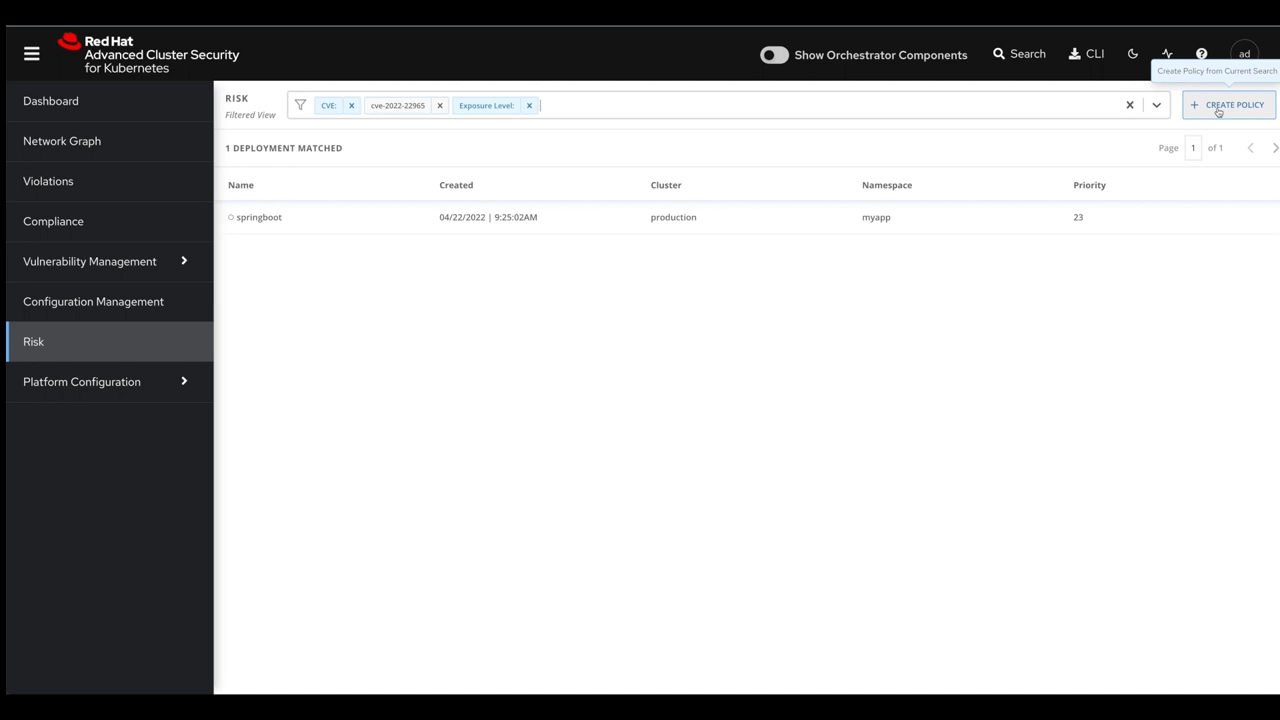 Red Hat
Advanced Cluster Security
for Kubernetes
Show Orchestrator Components
Search
CLI
ad
Create Policy from Current Search
Dashboard
Network Graph
Violations
Compliance
Vulnerability Management
Configuration Management
Risk
Platform Configuration
RISK
Filtered View
CVE: cve-2022-22965 Exposure Level:
CREATE POLICY
1 DEPLOYMENT MATCHED
Page 1 of 1
Name Created Cluster Namespace Priority
springboot 04/22/2022 | 9:25:02AM production myapp 23